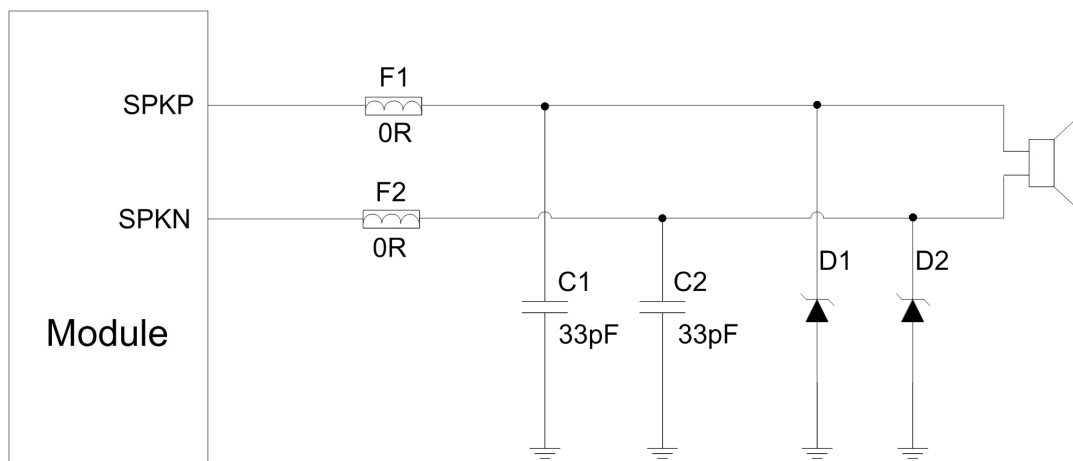 F1
SPKP
0R
F2
SPKN
0R
D1
D2
C1
C2
33pF
33pF
Module